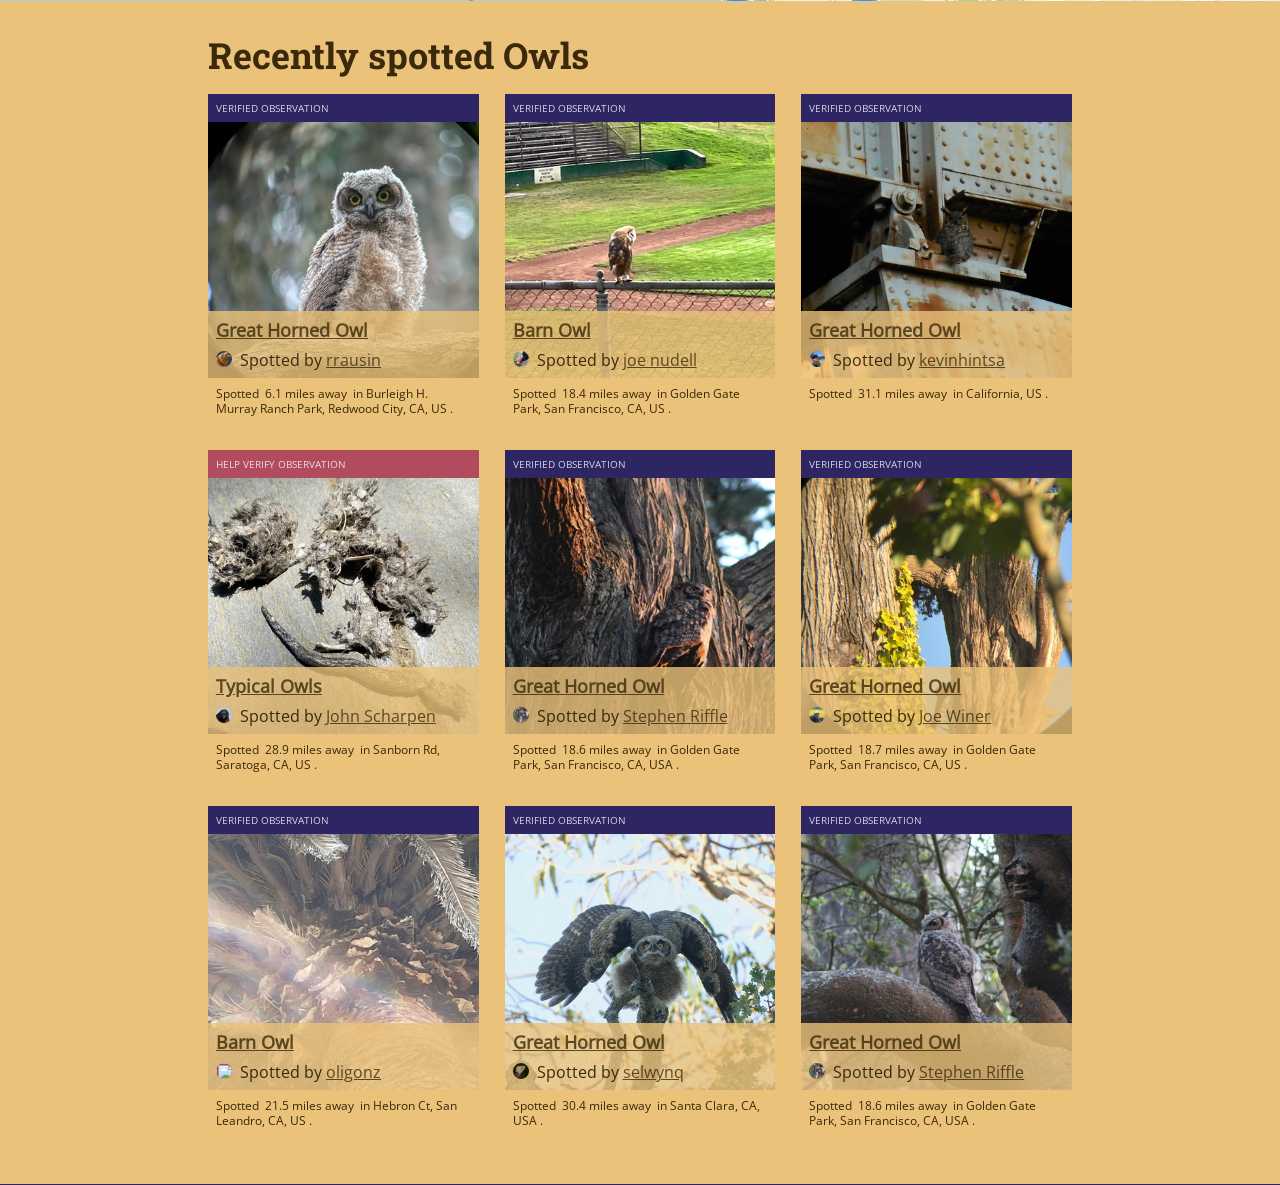 Recently spotted Owls
VERIFIED OBSERVATION
Great Horned Owl
Spotted by rrausin
Spotted 6.1 miles away in Burleigh H.
Murray Ranch Park, Redwood City, CA, US .
VERIFIED OBSERVATION
Barn Owl
Spotted by joe nudell
Spotted 18.4 miles away in Golden Gate
Park, San Francisco, CA, US .
VERIFIED OBSERVATION
Great Horned Owl
Spotted by kevinhintsa
Spotted 31.1 miles away in California, US .
HELP VERIFY OBSERVATION
Typical Owls
Spotted by John Scharpen
Spotted 28.9 miles away in Sanborn Rd,
Saratoga, CA, US .
VERIFIED OBSERVATION
Great Horned Owl
Spotted by Stephen Riffle
Spotted 18.6 miles away in Golden Gate
Park, San Francisco, CA, USA .
VERIFIED OBSERVATION
Great Horned Owl
Spotted by Joe Winer
Spotted 18.7 miles away in Golden Gate
Park, San Francisco, CA, US .
VERIFIED OBSERVATION
Barn Owl
Spotted by oligonz
Spotted 21.5 miles away in Hebron Ct, San
Leandro, CA, US .
VERIFIED OBSERVATION
Great Horned Owl
Spotted by selwynq
Spotted 30.4 miles away in Santa Clara, CA,
USA .
VERIFIED OBSERVATION
Great Horned Owl
Spotted by Stephen Riffle
Spotted 18.6 miles away in Golden Gate
Park, San Francisco, CA, USA .